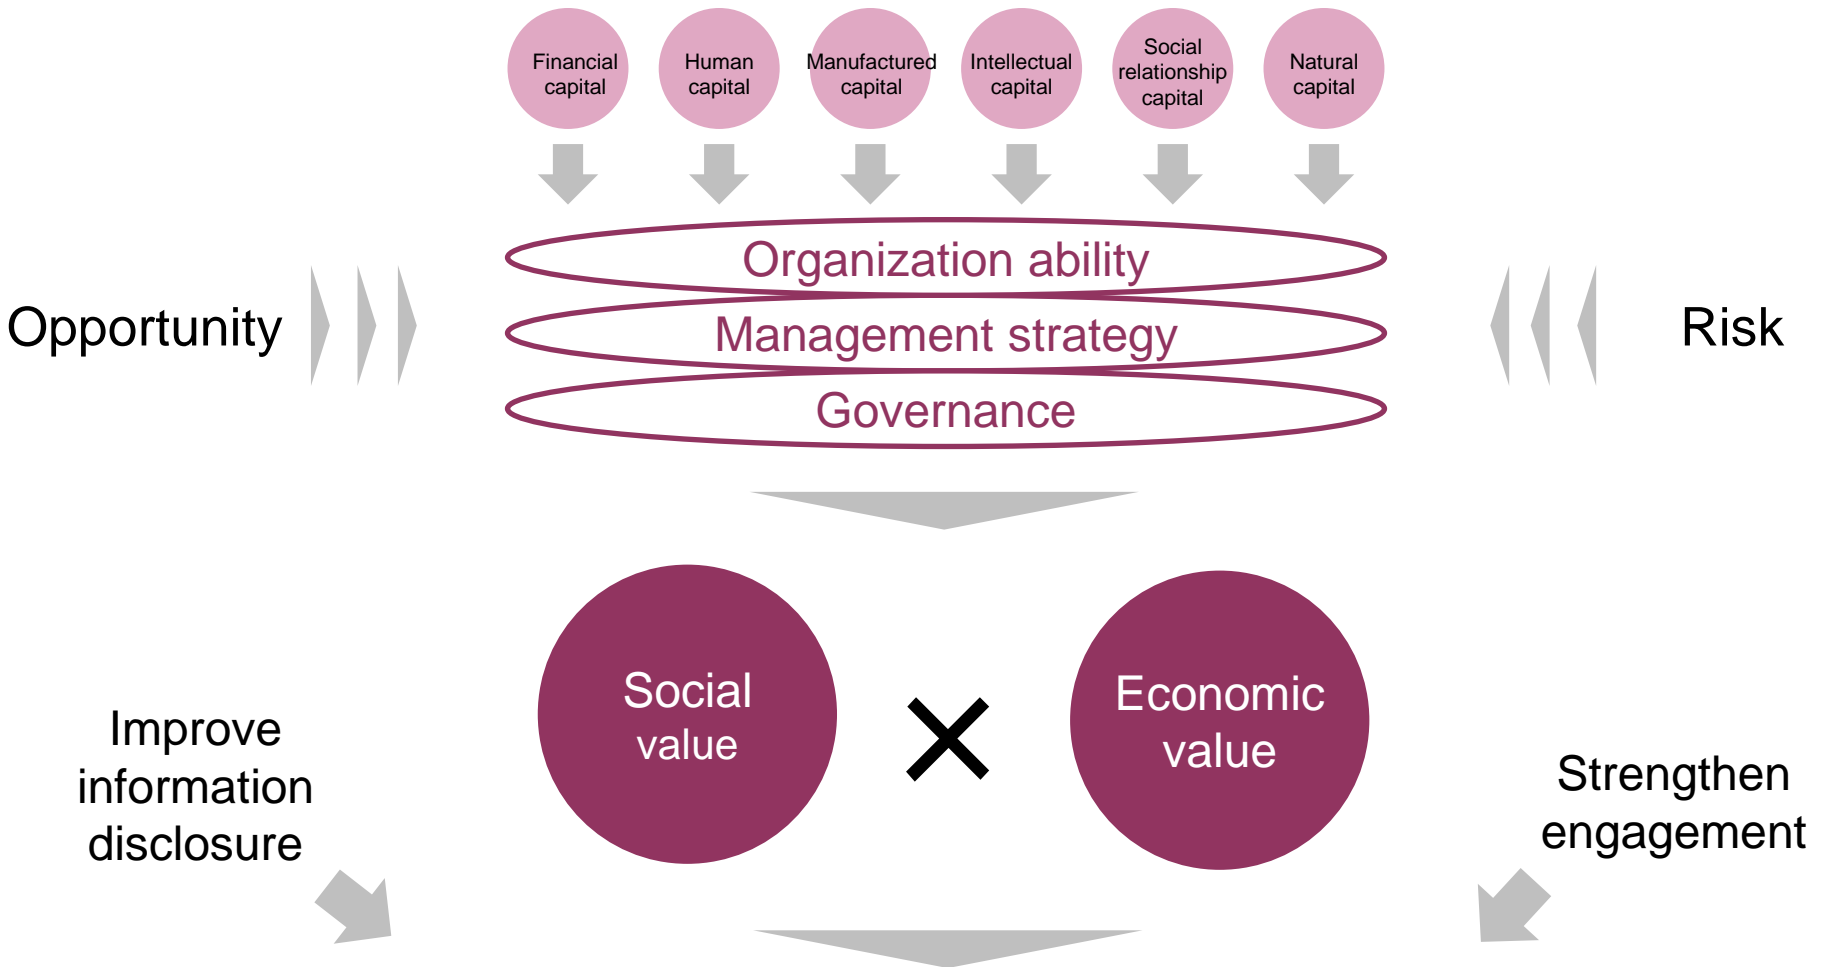 Financial
capital
Human
capital
Manufactured
capital
Intellectual
capital
Social
relationship
capital
Natural
capital
Organization ability
Management strategy
Governance
Opportunity
Risk
Social
value
Economic
value
Improve
information
disclosure
Strengthen
engagement